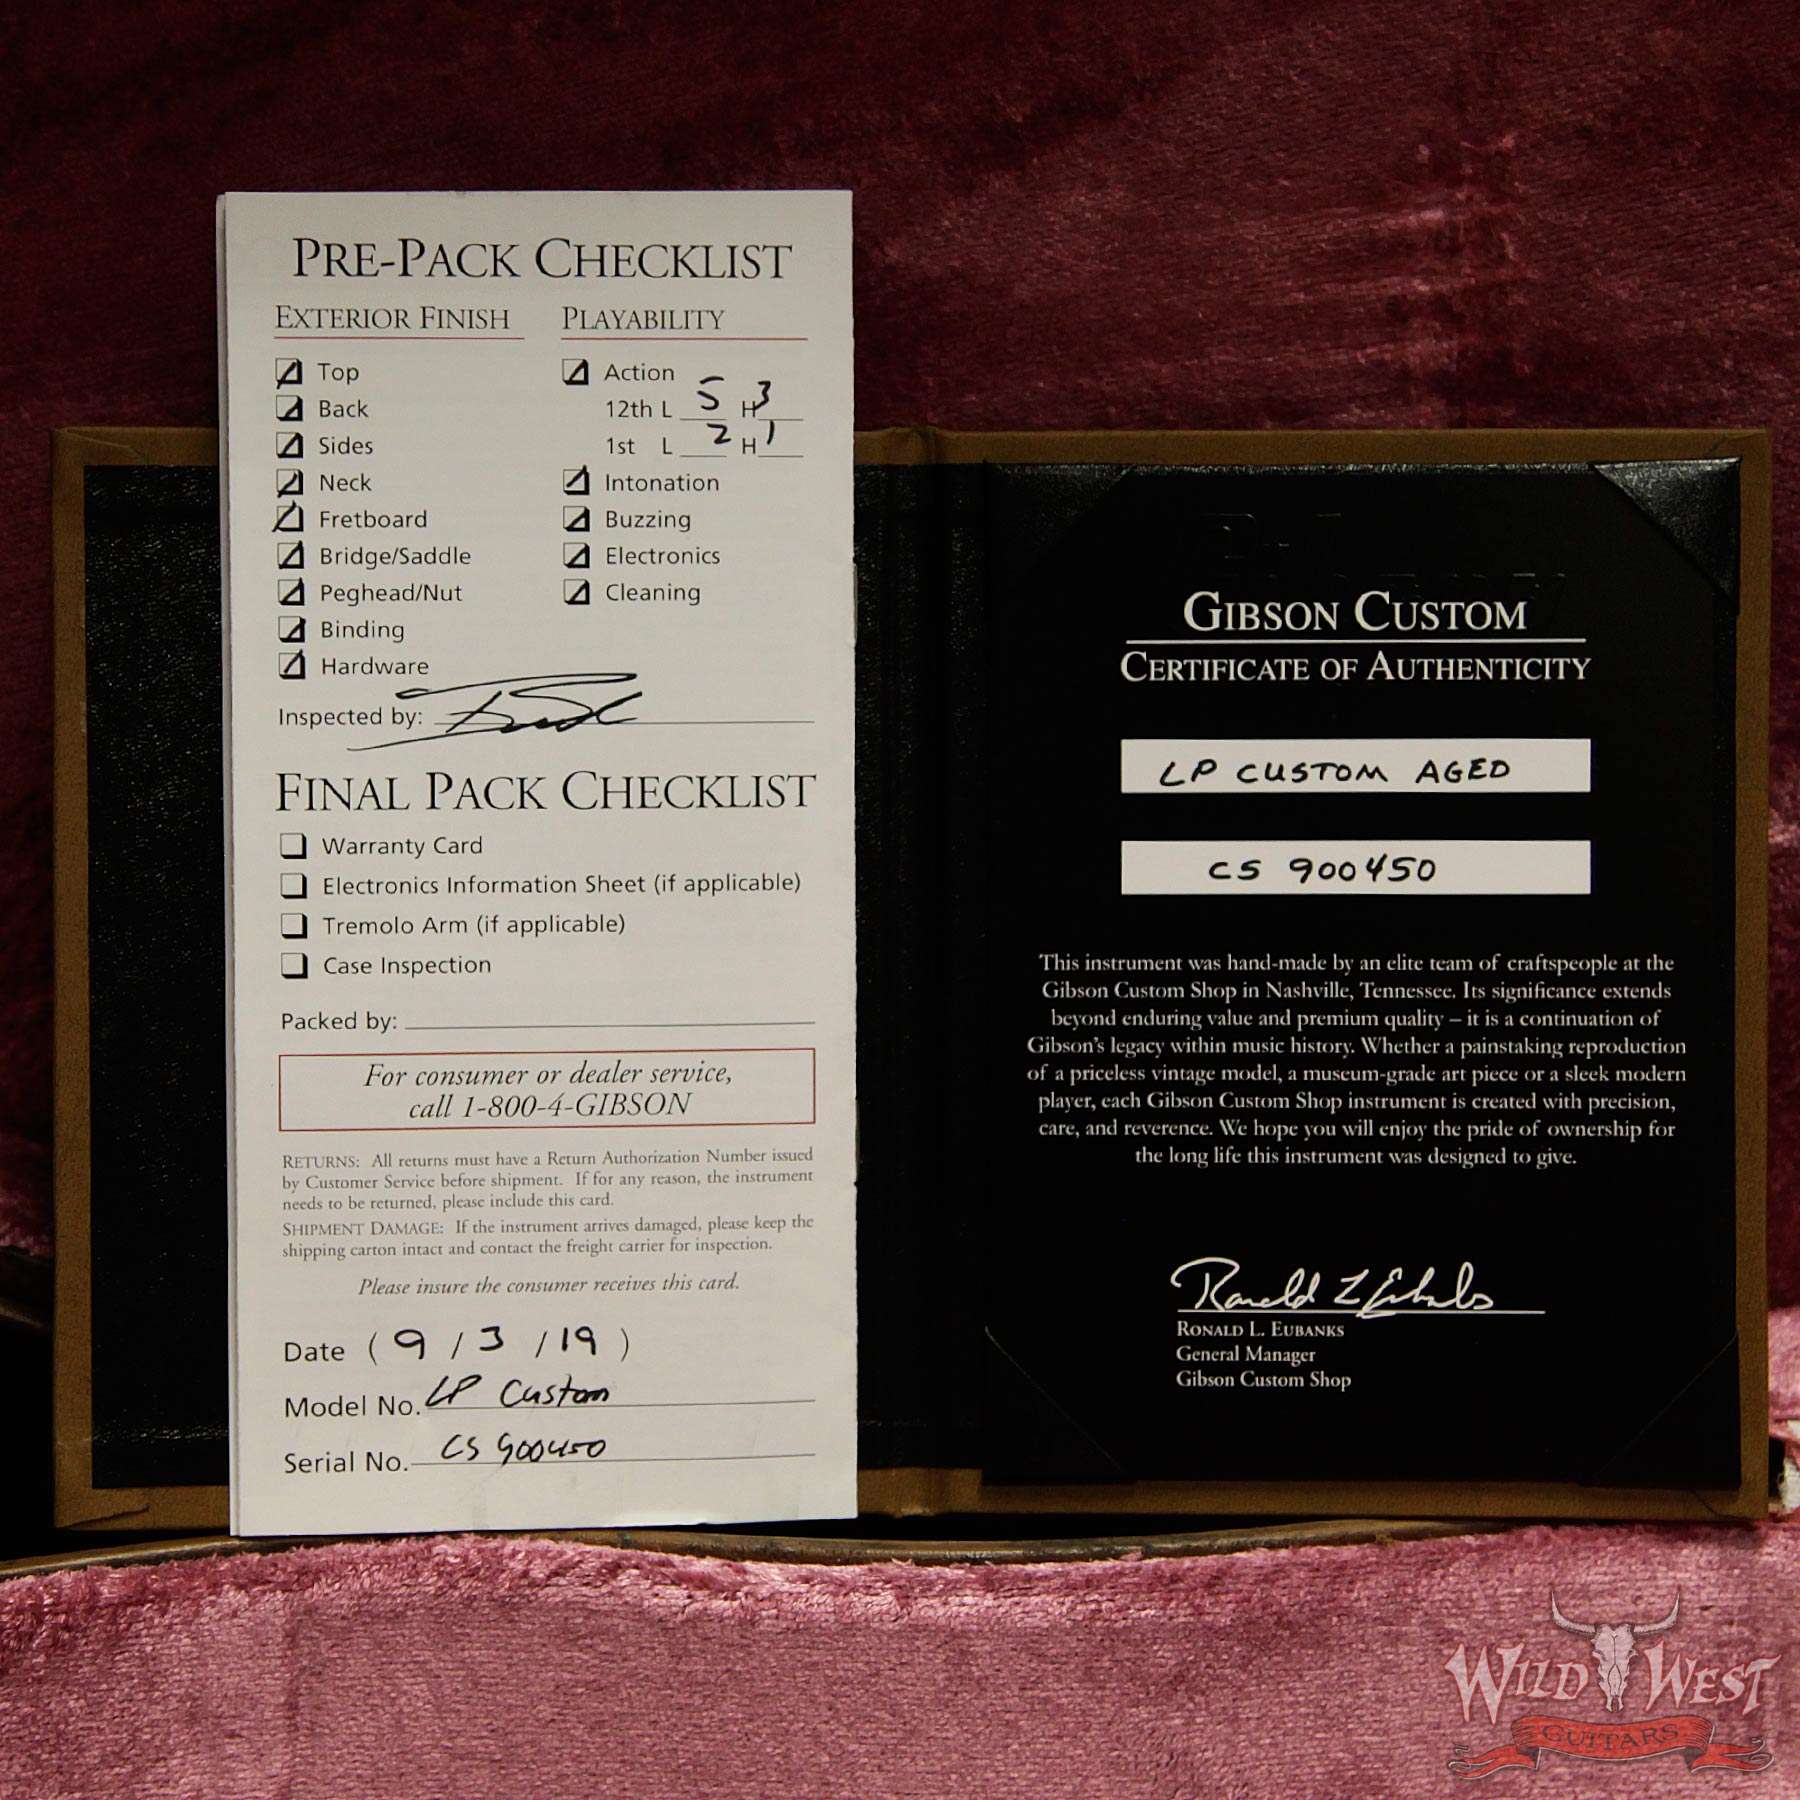 PRE-PACK CHECKLIST
EXTERIOR FINISH
Top
Back
Sides
Neck
Fretboard
Bridge/Saddle
Peghead/Nut
Binding
Hardware
PLAYABILITY
Action
12th L 5 H 3
1st L 2 H 1
Intonation
Buzzing
Electronics
Cleaning
Inspected by:
FINAL PACK CHECKLIST
Warranty Card
Electronics Information Sheet (if applicable)
Tremolo Arm (if applicable)
Case Inspection
Packed by:
For consumer or dealer service,
call 1-800-4-GIBSON
RETURNS: All returns must have a Return Authorization Number issued
by Customer Service before shipment. If for any reason, the instrument
needs to be returned, please include this card.
SHIPMENT DAMAGE: If the instrument arrives damaged, please keep the
shipping carton intact and contact the freight carrier for inspection.
Please insure the consumer receives this card.
Date ( 9 / 3 / 19 )
Model No. LP Custom
Serial No. CS 900450
GIBSON CUSTOM
CERTIFICATE OF AUTHENTICITY
LP CUSTOM AGED
CS 900450
This instrument was hand-made by an elite team of craftspeople at the
Gibson Custom Shop in Nashville, Tennessee. Its significance extends
beyond enduring value and premium quality – it is a continuation of
Gibson's legacy within music history. Whether a painstaking reproduction
of a priceless vintage model, a museum-grade art piece or a sleek modern
player, each Gibson Custom Shop instrument is created with precision,
care, and reverence. We hope you will enjoy the pride of ownership for
the long life this instrument was designed to give.
Ronald L Eubanks
RONALD L. EUBANKS
General Manager
Gibson Custom Shop
WILD WEST
GUITARS